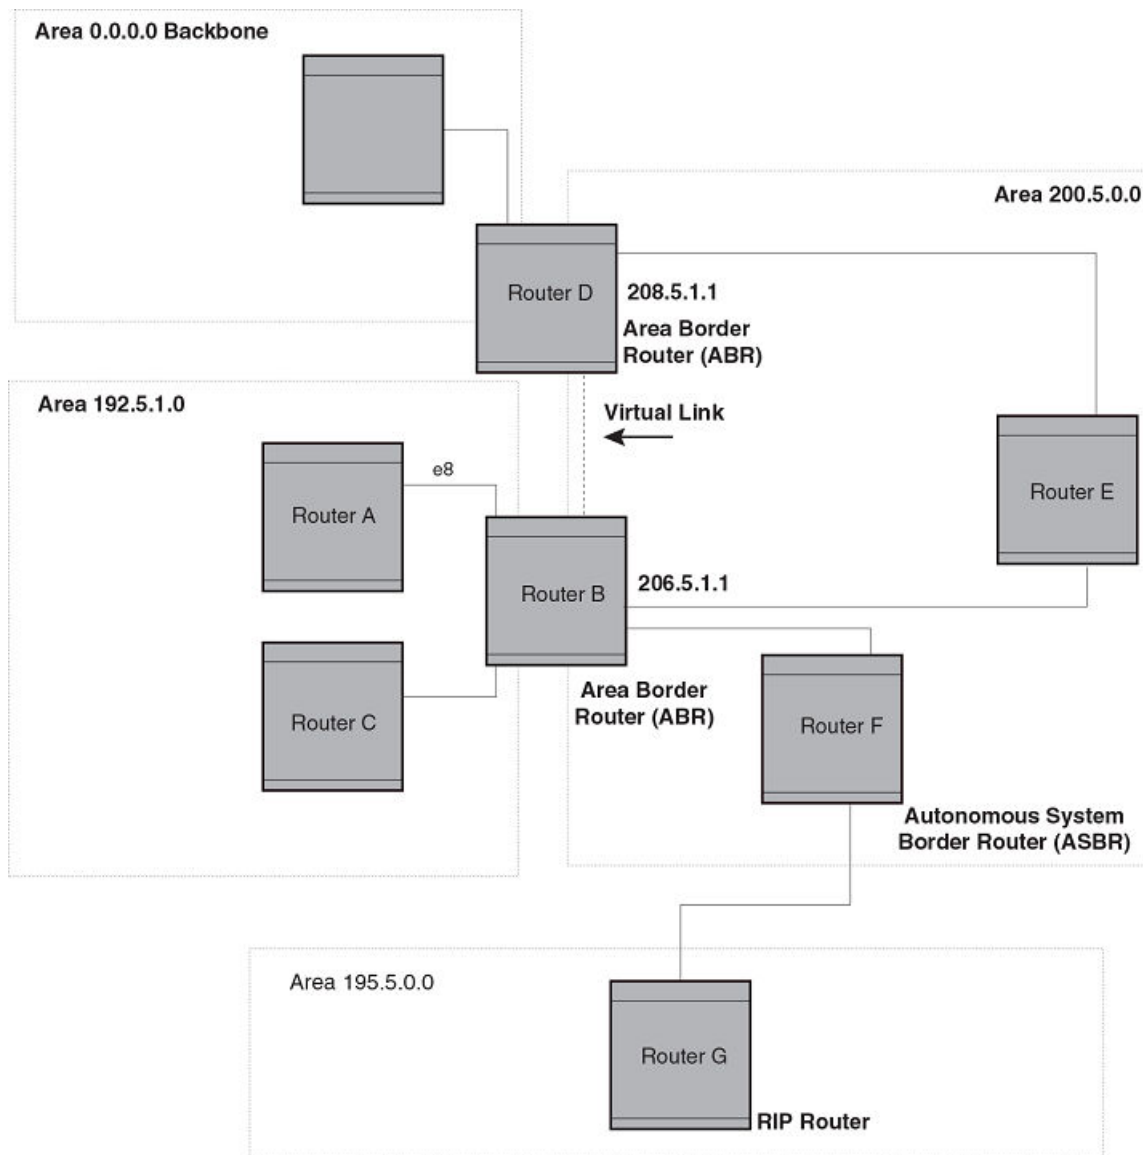 Area 0.0.0.0 Backbone
Area 200.5.0.0
Router D
208.5.1.1
Area Border
Router (ABR)
Area 192.5.1.0
Virtual Link
e8
Router A
Router E
Router B
206.5.1.1
Area Border
Router (ABR)
Router C
Router F
Autonomous System
Border Router (ASBR)
Area 195.5.0.0
Router G
RIP Router